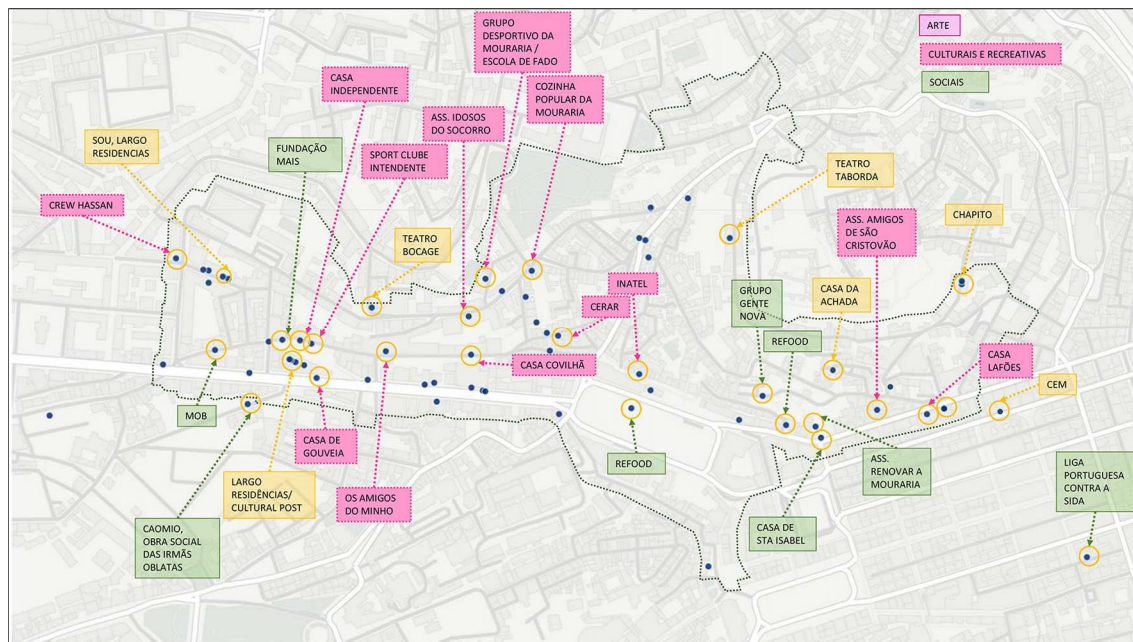 GRUPO
DESPORTIVO DA
MOURARIA /
ESCOLA DE FADO
ARTE
CULTURAIS E RECREATIVAS
SOCIAIS
CASA
INDEPENDENTE
COZINHA
POPULAR DA
MOURARIA
ASS. IDOSOS
DO SOCORRO
SOU, LARGO
RESIDENCIAS
FUNDAÇÃO
MAIS
SPORT CLUBE
INTENDENTE
TEATRO
TABORDA
CREW HASSAN
ASS. AMIGOS
DE SÃO
CRISTOVÃO
CHAPITO
TEATRO
BOCAGE
INATEL
GRUPO
GENTE
NOVA
CASA DA
ACHADA
CERAR
REFOOD
CASA COVILHÃ
CASA
LAFÕES
CEM
MOB
CASA DE
GOUVEIA
REFOOD
ASS.
RENOVAR A
MOURARIA
LIGA
PORTUGUESA
CONTRA A
SIDA
LARGO
RESIDÊNCIAS/
CULTURAL POST
OS AMIGOS
DO MINHO
CASA DE
STA ISABEL
CAOMIO,
OBRA SOCIAL
DAS IRMÃS
OBLATAS